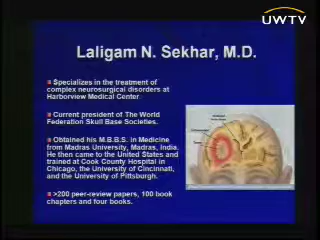 UWTV
Laligam N. Sekhar, M.D.
Specializes in the treatment of
complex neurosurgical disorders at
Harborview Medical Center.
Current president of The World
Federation Skull Base Societies.
Obtained his M.B.B.S. in Medicine
from Madras University, Madras, India.
He then came to the United States and
trained at Cook County Hospital in
Chicago, the University of Cincinnati,
and the University of Pittsburgh.
>200 peer-review papers, 100 book
chapters and four books.